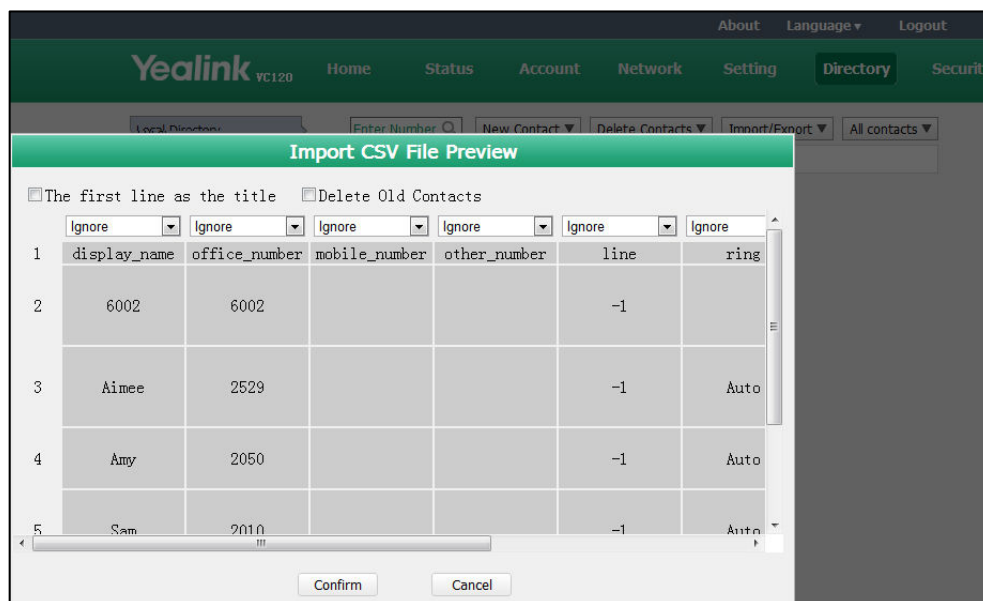 About Language▾ Logout
Yealink VC120 Home Status Account Network Setting Directory Securit
Local Directory Enter Number New Contact ▼ Delete Contacts ▼ Import/Export ▼ All contacts ▼
Import CSV File Preview
The first line as the title Delete Old Contacts
Ignore Ignore Ignore Ignore Ignore Ignore
1 display_name office_number mobile_number other_number line ring
2 6002 6002 -1
3 Aimee 2529 -1 Auto
4 Amy 2050 -1 Auto
5 Sam 2010 -1 Auto
Confirm Cancel